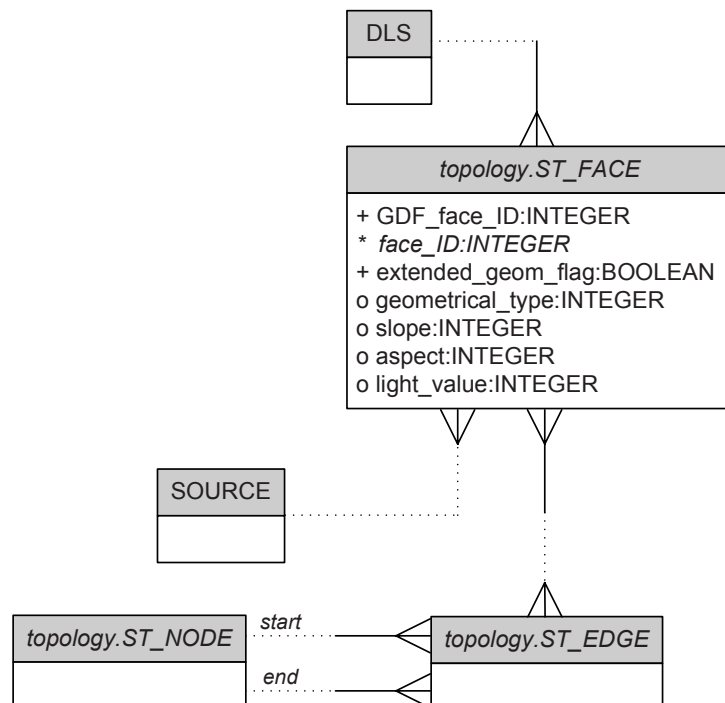 DLS
topology.ST_FACE
+ GDF_face_ID:INTEGER
* face_ID:INTEGER
+ extended_geom_flag:BOOLEAN
o geometrical_type:INTEGER
o slope:INTEGER
o aspect:INTEGER
o light_value:INTEGER
SOURCE
topology.ST_NODE
start
end
topology.ST_EDGE